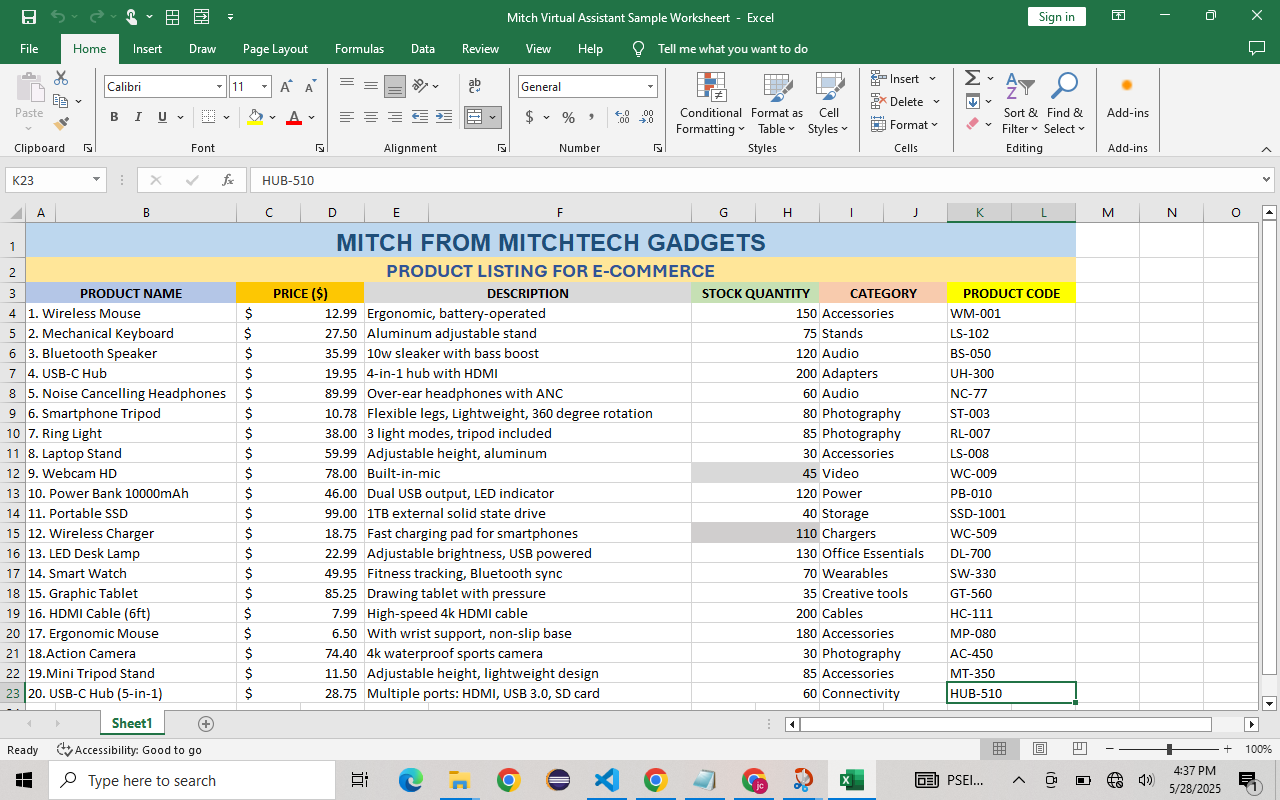 Mitch Virtual Assistant Sample Worksheert - Excel
Sign in
File Home Insert Draw Page Layout Formulas Data Review View Help Tell me what you want to do
Paste
Clipboard
Calibri 11
B I U
A A
Font
ab
c
Alignment
General
$ % ,
.00 .0
Number
Conditional Formatting
Format as Table
Cell Styles
Styles
Insert
Delete
Format
Cells
Sort & Filter
Find & Select
Editing
Add-ins
Add-ins
K23 fx HUB-510
A B C D E F G H I J K L M N O
1 MITCH FROM MITCHTECH GADGETS
2 PRODUCT LISTING FOR E-COMMERCE
3 PRODUCT NAME PRICE ($) DESCRIPTION STOCK QUANTITY CATEGORY PRODUCT CODE
4 1. Wireless Mouse $ 12.99 Ergonomic, battery-operated 150 Accessories WM-001
5 2. Mechanical Keyboard $ 27.50 Aluminum adjustable stand 75 Stands LS-102
6 3. Bluetooth Speaker $ 35.99 10w sleaker with bass boost 120 Audio BS-050
7 4. USB-C Hub $ 19.95 4-in-1 hub with HDMI 200 Adapters UH-300
8 5. Noise Cancelling Headphones $ 89.99 Over-ear headphones with ANC 60 Audio NC-77
9 6. Smartphone Tripod $ 10.78 Flexible legs, Lightweight, 360 degree rotation 80 Photography ST-003
10 7. Ring Light $ 38.00 3 light modes, tripod included 85 Photography RL-007
11 8. Laptop Stand $ 59.99 Adjustable height, aluminum 30 Accessories LS-008
12 9. Webcam HD $ 78.00 Built-in-mic 45 Video WC-009
13 10. Power Bank 10000mAh $ 46.00 Dual USB output, LED indicator 120 Power PB-010
14 11. Portable SSD $ 99.00 1TB external solid state drive 40 Storage SSD-1001
15 12. Wireless Charger $ 18.75 Fast charging pad for smartphones 110 Chargers WC-509
16 13. LED Desk Lamp $ 22.99 Adjustable brightness, USB powered 130 Office Essentials DL-700
17 14. Smart Watch $ 49.95 Fitness tracking, Bluetooth sync 70 Wearables SW-330
18 15. Graphic Tablet $ 85.25 Drawing tablet with pressure 35 Creative tools GT-560
19 16. HDMI Cable (6ft) $ 7.99 High-speed 4k HDMI cable 200 Cables HC-111
20 17. Ergonomic Mouse $ 6.50 With wrist support, non-slip base 180 Accessories MP-080
21 18.Action Camera $ 74.40 4k waterproof sports camera 30 Photography AC-450
22 19.Mini Tripod Stand $ 11.50 Adjustable height, lightweight design 85 Accessories MT-350
23 20. USB-C Hub (5-in-1) $ 28.75 Multiple ports: HDMI, USB 3.0, SD card 60 Connectivity HUB-510
Sheet1
Ready Accessibility: Good to go 100%
Type here to search
PSEI...
4:37 PM
5/28/2025
1